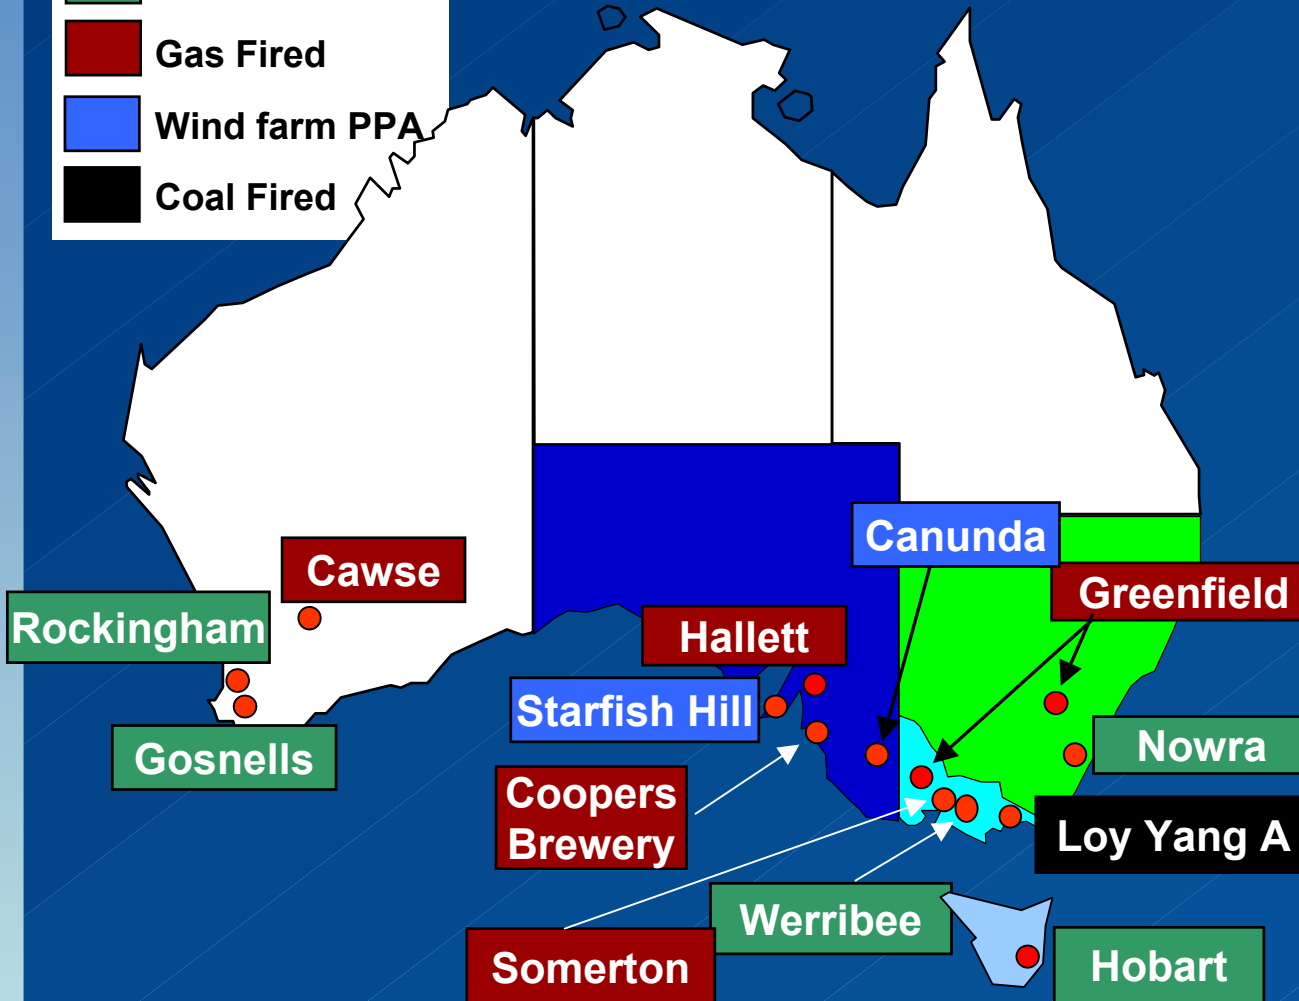 Gas Fired
Wind farm PPA
Coal Fired
Canunda
Cawse
Greenfield
Rockingham
Hallett
Starfish Hill
Nowra
Gosnells
Coopers
Brewery
Loy Yang A
Werribee
Somerton
Hobart